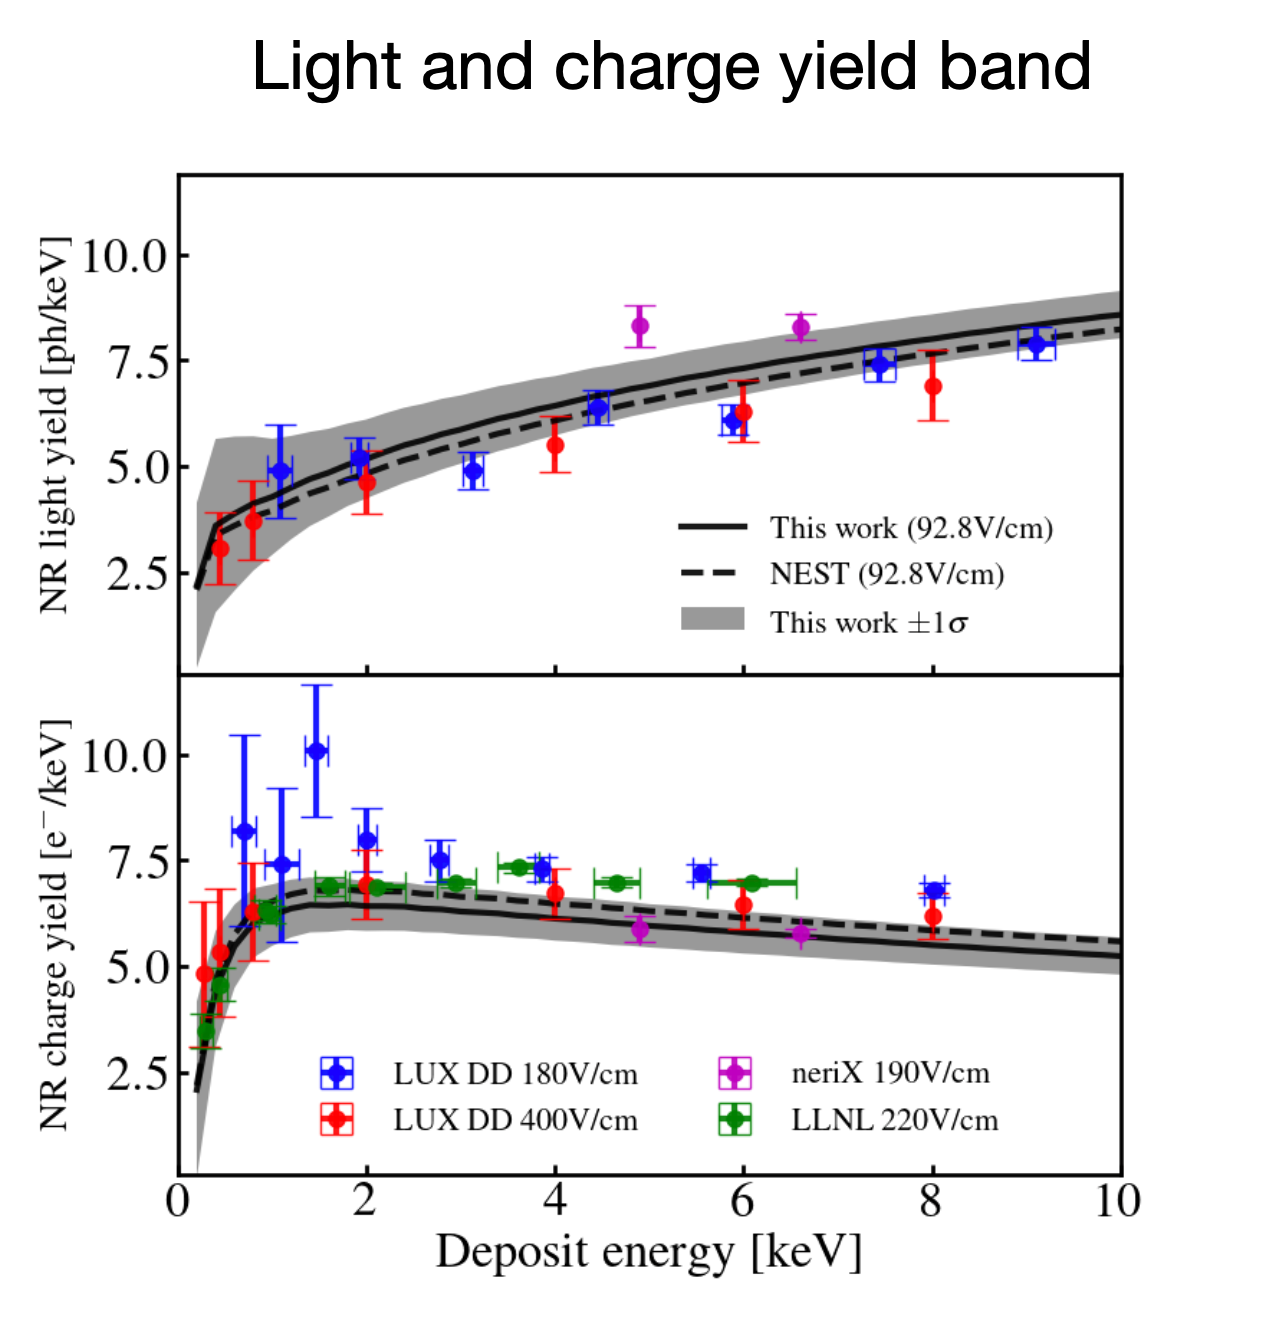 Light and charge yield band
NR light yield [ph/keV]
10.0
7.5
5.0
2.5
This work (92.8V/cm)
NEST (92.8V/cm)
This work ±1σ
NR charge yield [e⁻/keV]
10.0
7.5
5.0
2.5
LUX DD 180V/cm
LUX DD 400V/cm
neriX 190V/cm
LLNL 220V/cm
0 2 4 6 8 10
Deposit energy [keV]